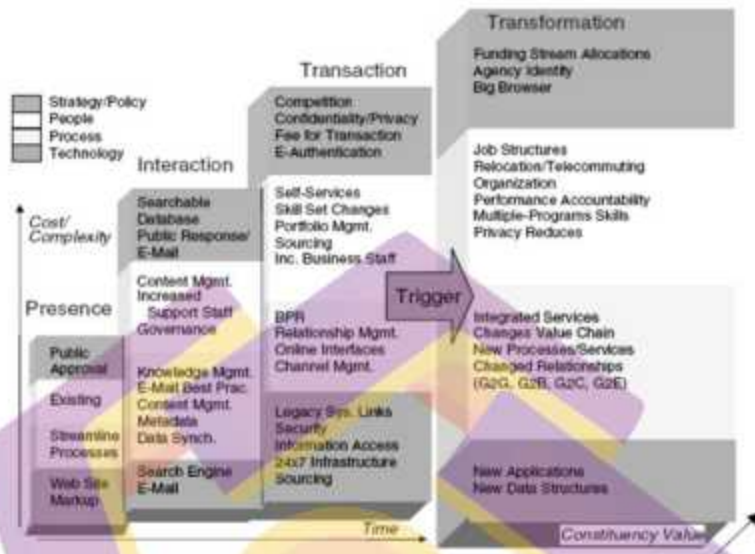 Strategy/Policy
People
Process
Technology
Cost/
Complexity
Presence
Public
Approval
Existing
Streamline
Processes
Web Site
Markup
Interaction
Searchable
Database
Public Response/
E-Mail
Content Mgmt.
Increased
Support Staff
Governance
Knowledge Mgmt.
E-Mail Best Prac.
Content Mgmt.
Metadata
Data Synch.
Search Engine
E-Mail
Transaction
Competition
Confidentiality/Privacy
Fee for Transaction
E-Authentication
Self-Services
Skill Set Changes
Portfolio Mgmt.
Sourcing
Inc. Business Staff
BPR
Relationship Mgmt.
Online Interfaces
Channel Mgmt.
Legacy Sys. Links
Security
Information Access
24x7 Infrastructure
Sourcing
Trigger
Transformation
Funding Stream Allocations
Agency Identity
Big Browser
Job Structures
Relocation/Telecommuting
Organization
Performance Accountability
Multiple-Programs Skills
Privacy Reduces
Integrated Services
Changes Value Chain
New Processes/Services
Changed Relationships
(G2G, G2B, G2C, G2E)
New Applications
New Data Structures
Time
Constituency Value